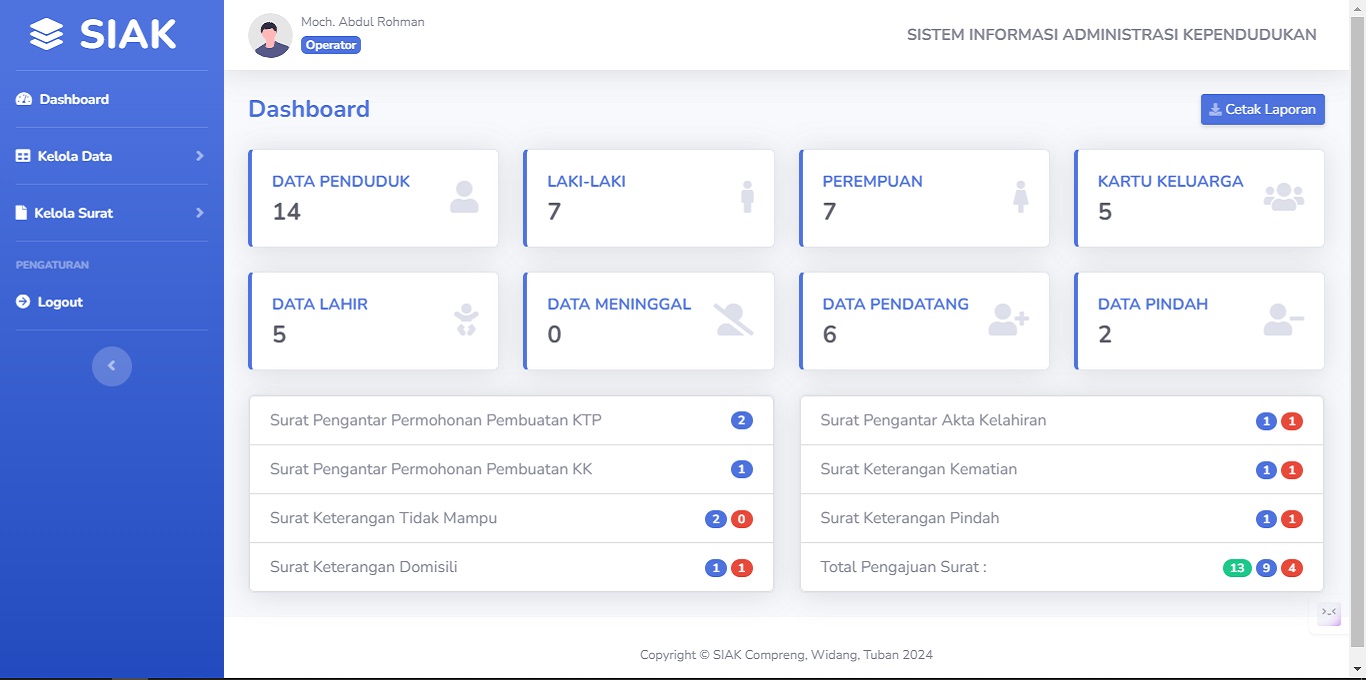 SIAK
Moch. Abdul Rohman
Operator
SISTEM INFORMASI ADMINISTRASI KEPENDUDUKAN
Dashboard
Kelola Data
Kelola Surat
PENGATURAN
Logout
Dashboard
Cetak Laporan
DATA PENDUDUK
14
LAKI-LAKI
7
PEREMPUAN
7
KARTU KELUARGA
5
DATA LAHIR
5
DATA MENINGGAL
0
DATA PENDATANG
6
DATA PINDAH
2
Surat Pengantar Permohonan Pembuatan KTP 2
Surat Pengantar Permohonan Pembuatan KK 1
Surat Keterangan Tidak Mampu 2 0
Surat Keterangan Domisili 1 1
Surat Pengantar Akta Kelahiran 1 1
Surat Keterangan Kematian 1 1
Surat Keterangan Pindah 1 1
Total Pengajuan Surat : 13 9 4
Copyright © SIAK Compreng, Widang, Tuban 2024